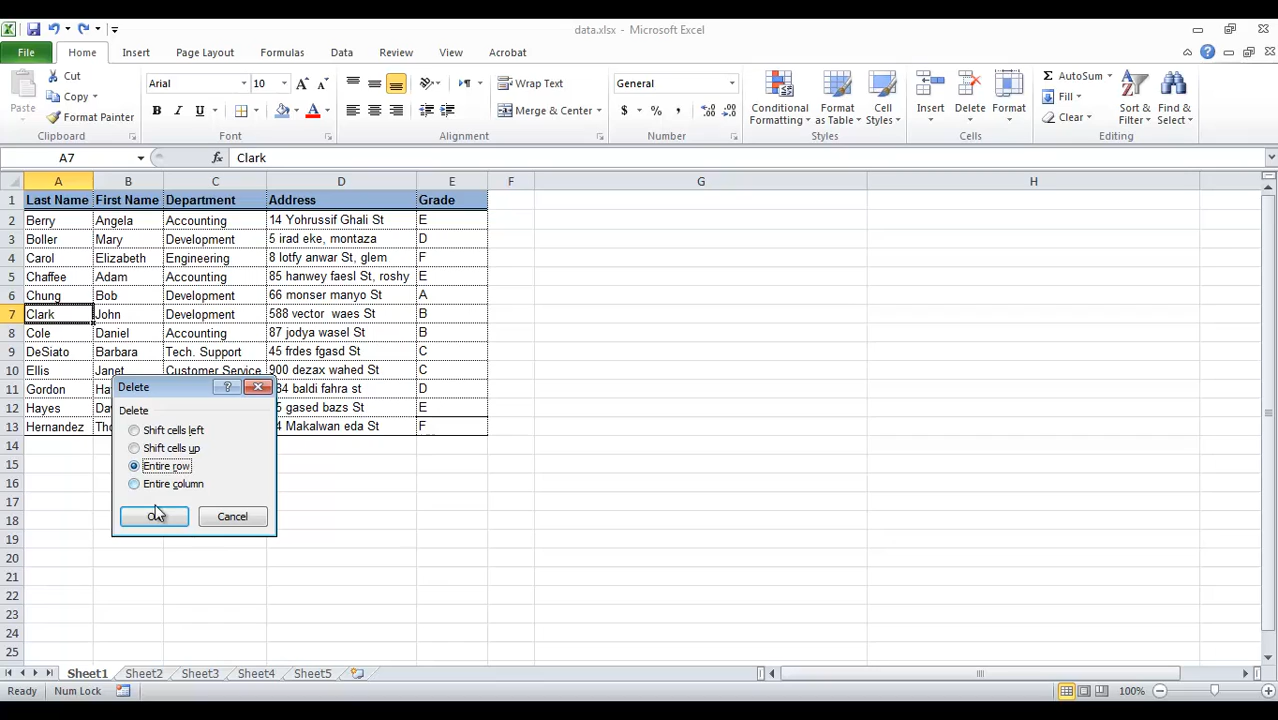 data.xlsx - Microsoft Excel
File Home Insert Page Layout Formulas Data Review View Acrobat
Paste
Cut
Copy
Format Painter
Clipboard
Arial 10
Font
Wrap Text
Merge & Center
Alignment
General
$ % ,
Number
Conditional Formatting
Format as Table
Cell Styles
Styles
Insert Delete Format
Cells
Σ AutoSum
Fill
Clear
Sort & Filter
Find & Select
Editing
A7 fx Clark
A B C D E F G H
1 Last Name First Name Department Address Grade
2 Berry Angela Accounting 14 Yohrussif Ghali St E
3 Boller Mary Development 5 irad eke, montaza D
4 Carol Elizabeth Engineering 8 lotfy anwar St, glem F
5 Chaffee Adam Accounting 85 hanwey faesl St, roshy E
6 Chung Bob Development 66 monser manyo St A
7 Clark John Development 588 vector waes St B
8 Cole Daniel Accounting 87 jodya wasel St B
9 DeSiato Barbara Tech. Support 45 frdes fgasd St C
10 Ellis Janet Customer Service 900 dezax wahed St C
11 Gordon baldi fahra st D
12 Hayes gased bazs St E
13 Hernandez Makalwan eda St F
14
15
16
17
18
19
20
21
22
23
24
25
Delete
Delete
Shift cells left
Shift cells up
Entire row
Entire column
Cancel
Sheet1 Sheet2 Sheet3 Sheet4 Sheet5
Ready Num Lock 100%